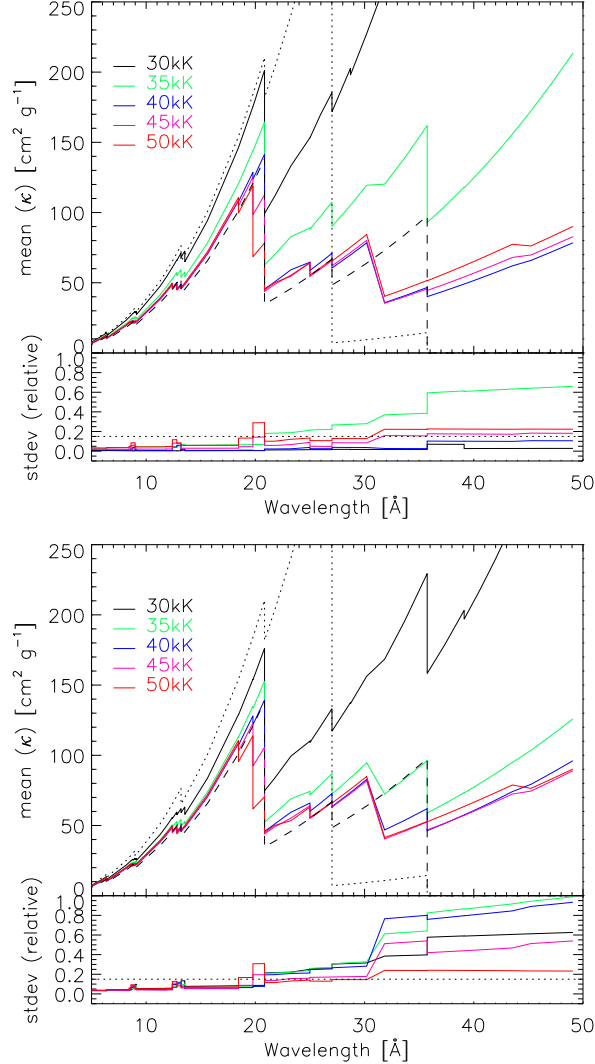 250
200
150
100
50
0
mean ⟨κ⟩ [cm² g⁻¹]
30kK
35kK
40kK
45kK
50kK
1.0
0.8
0.6
0.4
0.2
0.0
stdev (relative)
10 20 30 40 50
Wavelength [Å]
250
200
150
100
50
0
mean ⟨κ⟩ [cm² g⁻¹]
30kK
35kK
40kK
45kK
50kK
1.0
0.8
0.6
0.4
0.2
0.0
stdev (relative)
10 20 30 40 50
Wavelength [Å]